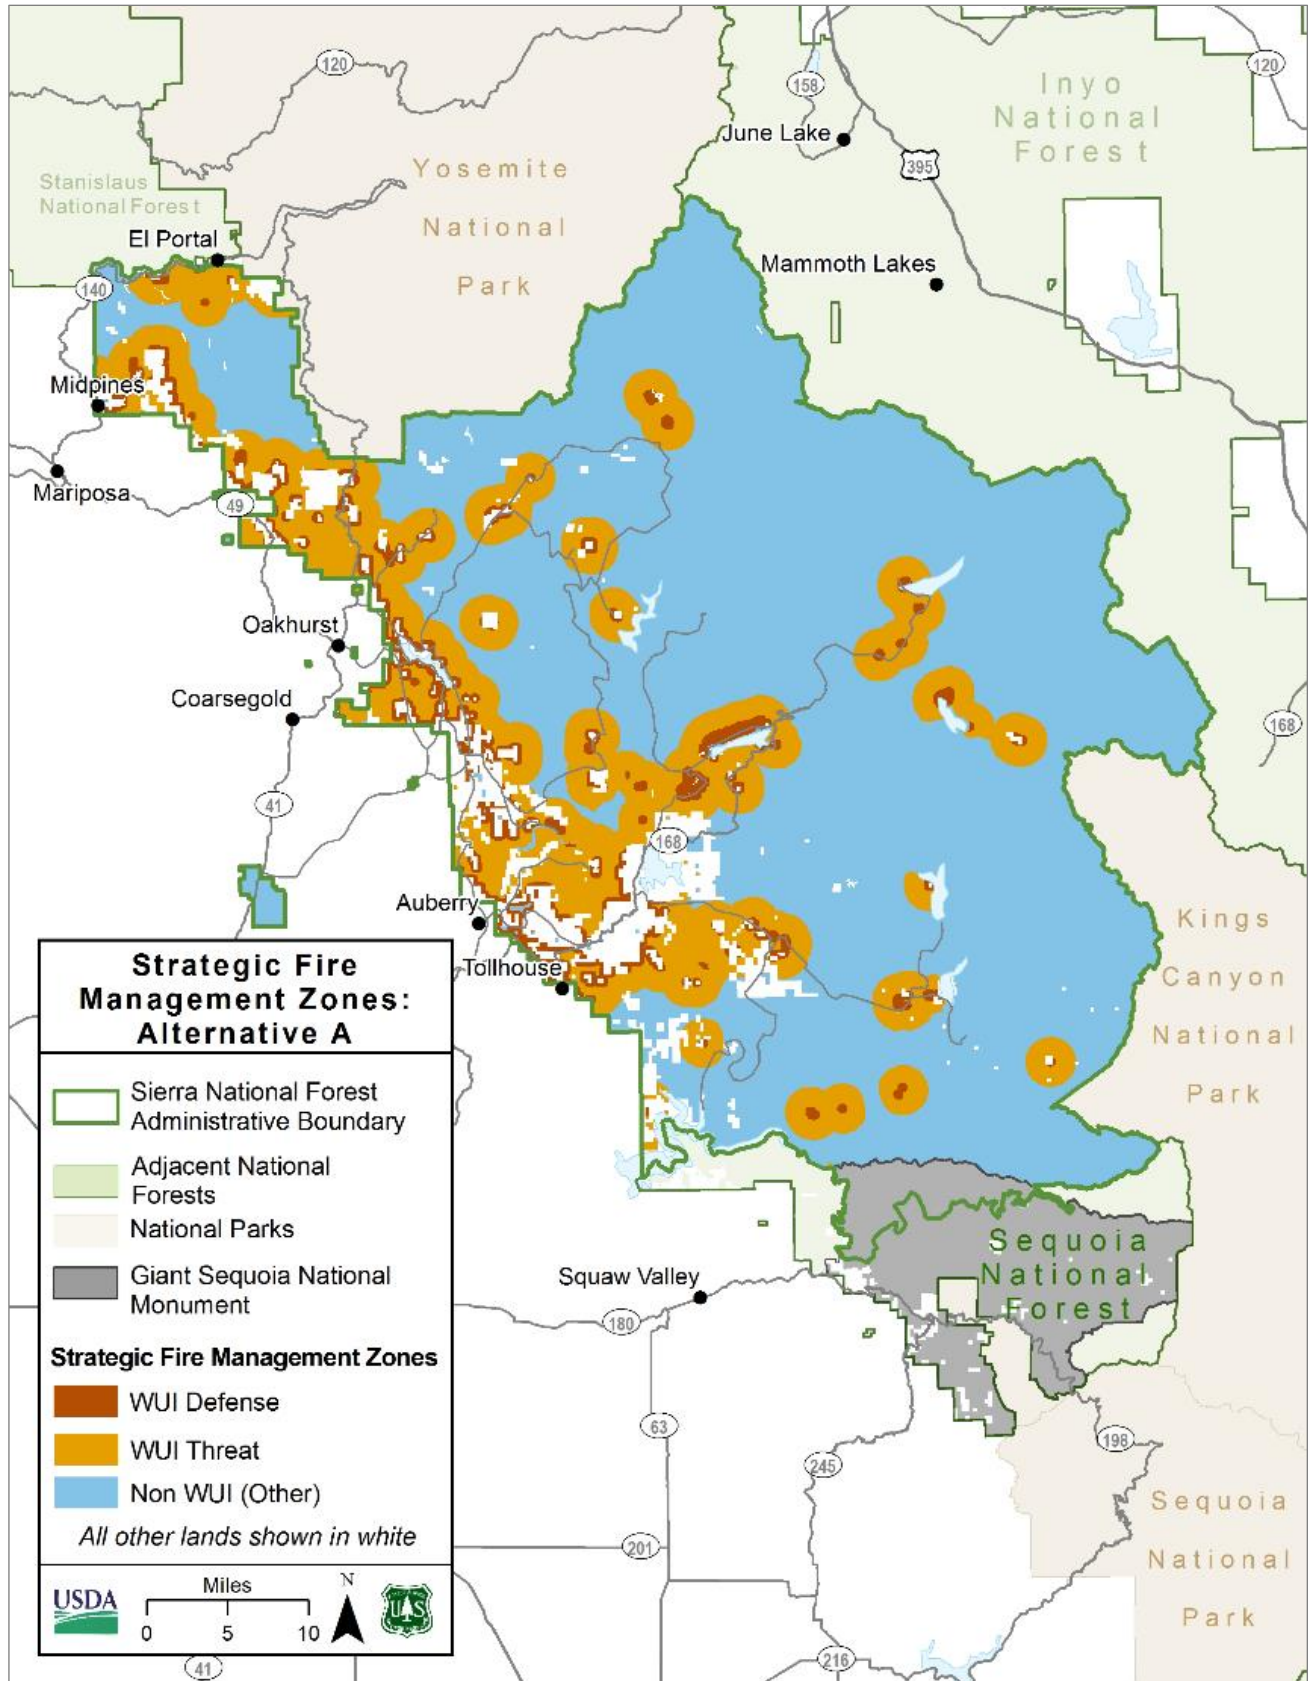 120
158
120
Inyo
National
Forest
June Lake
395
Yosemite
National
Park
Stanislaus
National Forest
El Portal
Mammoth Lakes
140
Midpines
Mariposa
49
Oakhurst
Coarsegold
168
41
168
Auberry
Tollhouse
Kings
Canyon
National
Park
Strategic Fire
Management Zones:
Alternative A
Sierra National Forest
Administrative Boundary
Adjacent National
Forests
National Parks
Giant Sequoia National
Monument
Strategic Fire Management Zones
WUI Defense
WUI Threat
Non WUI (Other)
All other lands shown in white
USDA
Miles
0 5 10
N
U S
41
Sequoia
National
Forest
Squaw Valley
180
63
198
245
Sequoia
National
Park
201
216